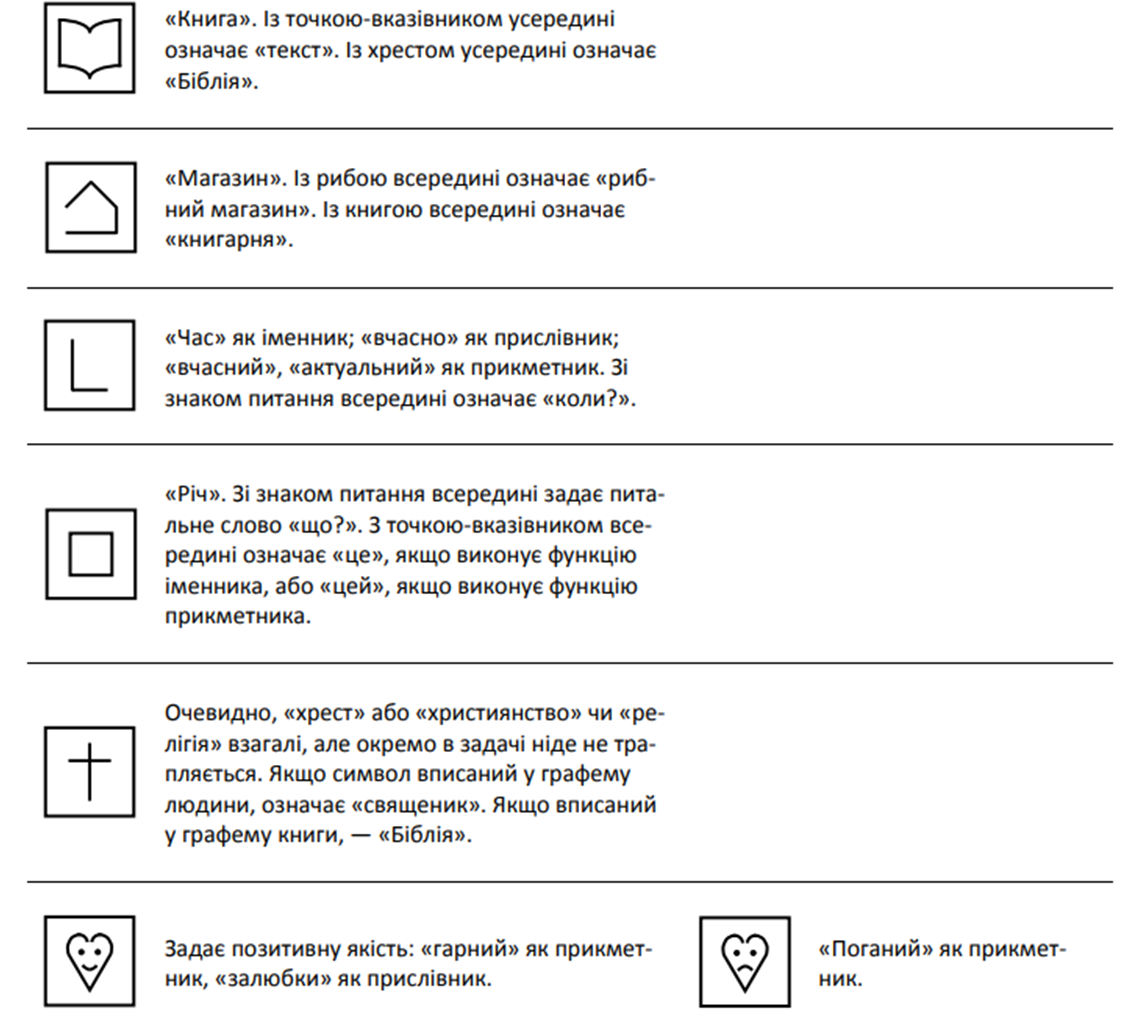 «Книга». Із точкою-вказівником усередині
означає «текст». Із хрестом усередині означає
«Біблія».
«Магазин». Із рибою всередині означає «риб-
ний магазин». Із книгою всередині означає
«книгарня».
«Час» як іменник; «вчасно» як прислівник;
«вчасний», «актуальний» як прикметник. Зі
знаком питання всередині означає «коли?».
«Річ». Зі знаком питання всередині задає пита-
льне слово «що?». З точкою-вказівником все-
редині означає «це», якщо виконує функцію
іменника, або «цей», якщо виконує функцію
прикметника.
Очевидно, «хрест» або «християнство» чи «ре-
лігія» взагалі, але окремо в задачі ніде не тра-
пляється. Якщо символ вписаний у графему
людини, означає «священик». Якщо вписаний
у графему книги, — «Біблія».
Задає позитивну якість: «гарний» як прикмет-
ник, «залюбки» як прислівник.
«Поганий» як прикмет-
ник.